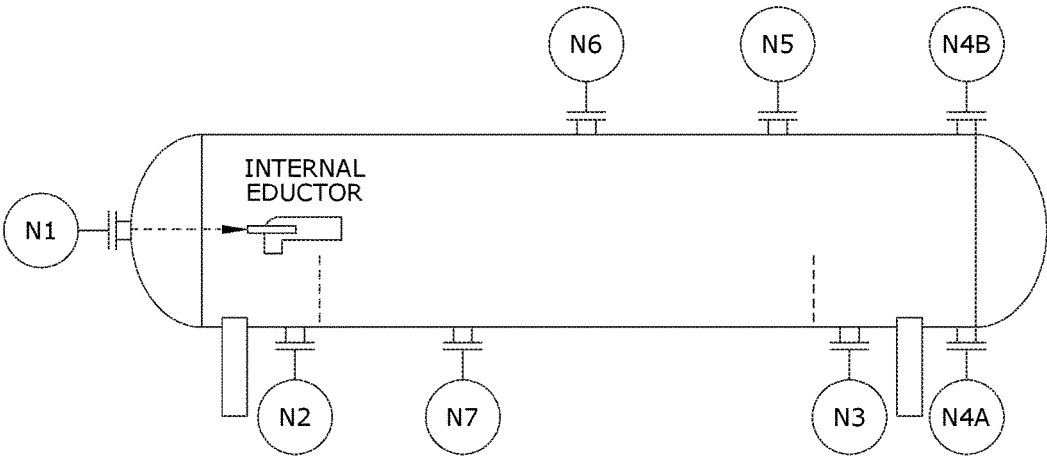 N6
N5
N4B
INTERNAL
EDUCTOR
N1
N2
N7
N3
N4A